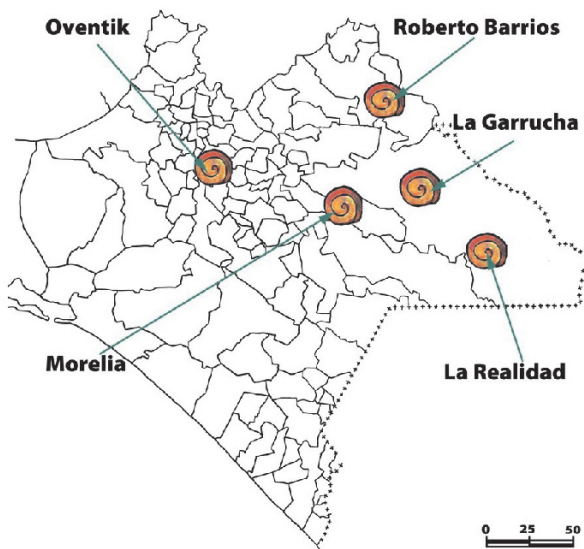 Oventik
Roberto Barrios
La Garrucha
Morelia
La Realidad
0 25 50